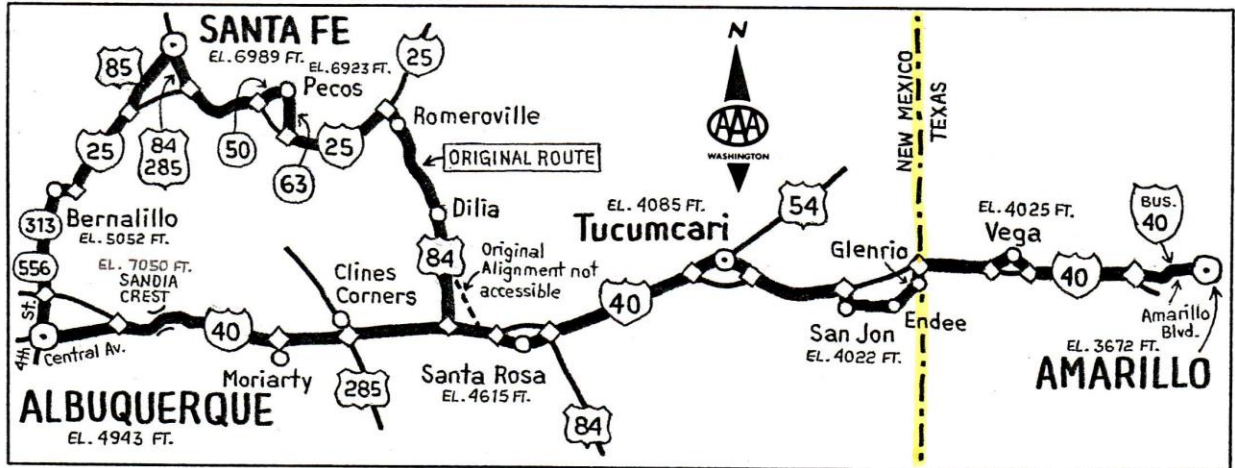 SANTA FE
EL. 6989 FT.
EL. 6923 FT.
Pecos
25
N
85
Romeroville
AAA
WASHINGTON
NEW MEXICO
TEXAS
25
84
285
50
63
25
ORIGINAL ROUTE
BUS.
40
313
Bernalillo
EL. 5052 FT.
Dilia
EL. 4085 FT.
Tucumcari
54
EL. 4025 FT.
Vega
556
EL. 7050 FT.
SANDIA
CREST
Clines
Corners
84
Original
Alignment not
accessible
Glenrio
40
St.
4th
Central Av.
40
40
San Jon
EL. 4022 FT.
Endee
Amarillo
Blvd.
EL. 3672 FT.
AMARILLO
Moriarty
285
Santa Rosa
EL. 4615 FT.
84
ALBUQUERQUE
EL. 4943 FT.